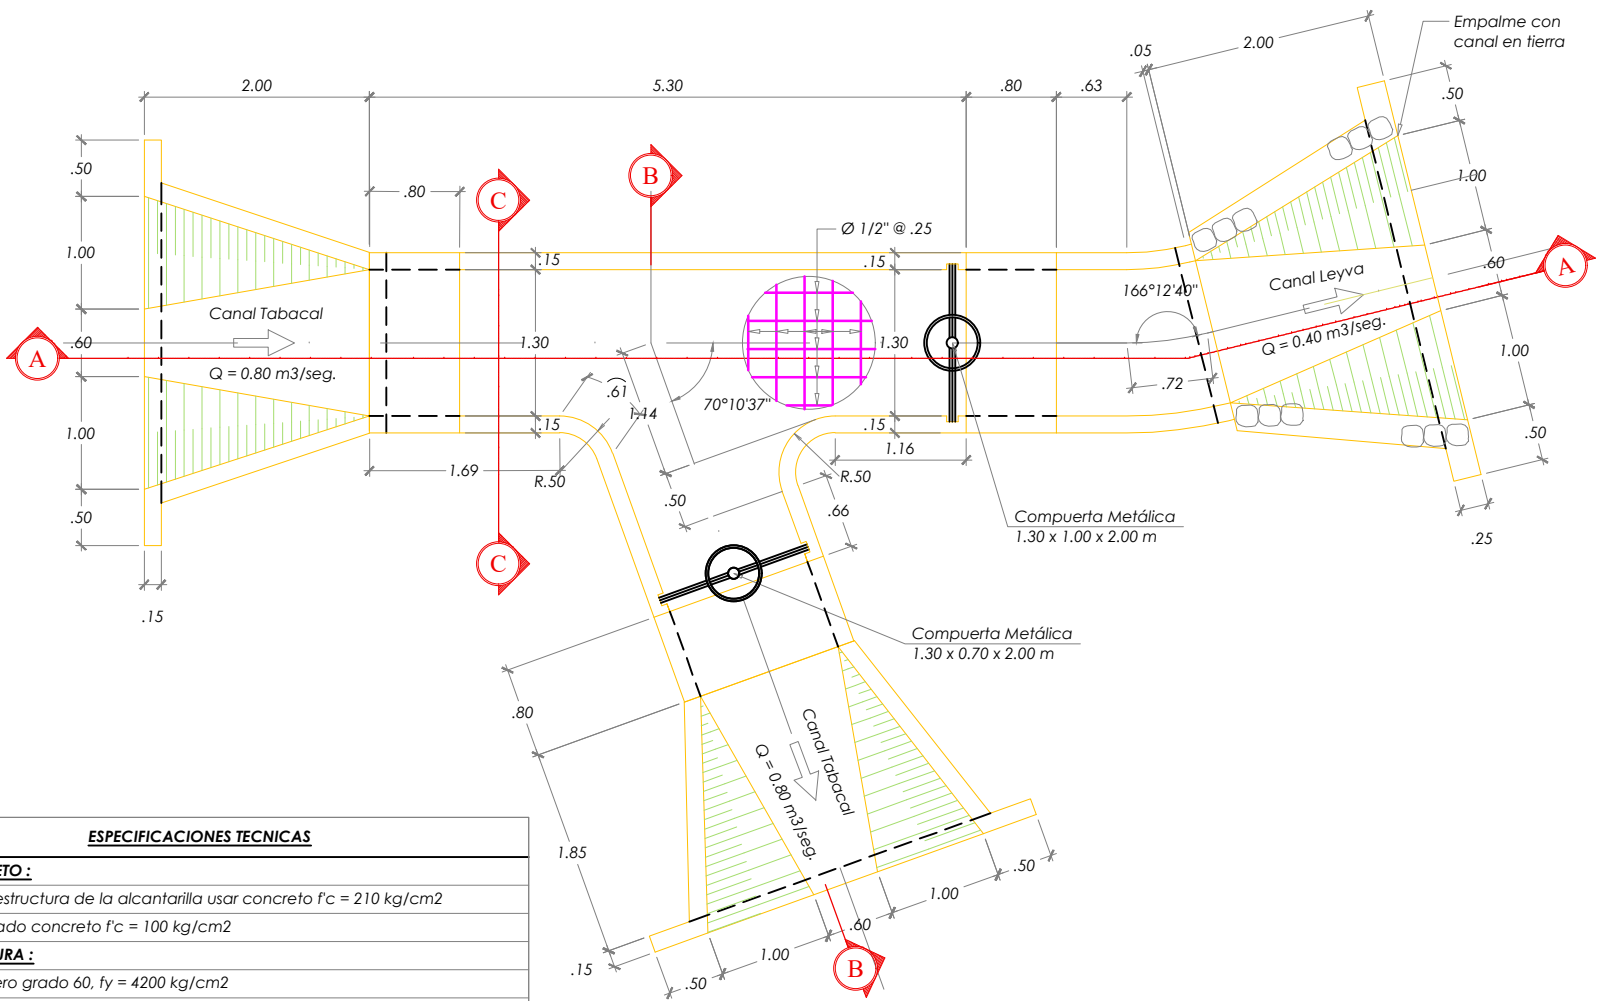 Empalme con
canal en tierra
.05
2.00
2.00
5.30
.80
.63
.50
.50
B
.80
C
1.00
Ø 1/2" @ .25
1.00
.15
.15
.60
A
Canal Leyva
166°12'40"
Canal Tabacal
.60
1.30
1.30
Q = 0.40 m3/seg.
A
Q = 0.80 m3/seg.
1.00
.72
.61
70°10'37"
1.14
.15
.15
1.00
.50
1.16
1.69
R.50
R.50
.50
.66
.50
Compuerta Metálica
1.30 x 1.00 x 2.00 m
.25
C
.15
Compuerta Metálica
1.30 x 0.70 x 2.00 m
.80
Canal Tabacal
Q = 0.80 m3/seg.
1.85
.50
1.00
.60
1.00
.15
.50
B
ESPECIFICACIONES TECNICAS
ETO :
estructura de la alcantarilla usar concreto f'c = 210 kg/cm2
ado concreto f'c = 100 kg/cm2
URA :
ero grado 60, fy = 4200 kg/cm2